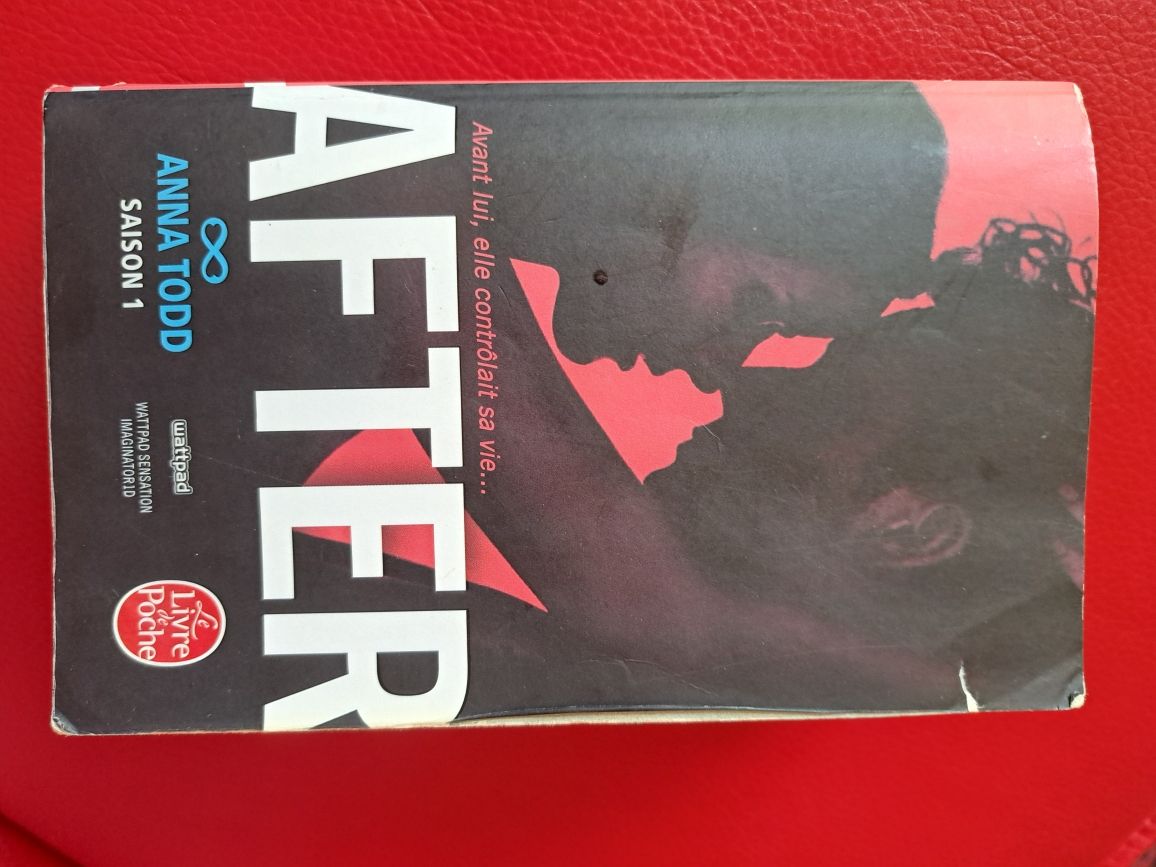 Avant lui, elle contrôlait sa vie...
AFTER
∞
ANNA TODD
SAISON 1
wattpad
WATTPAD SENSATION
IMAGINATOR1D
Le
Livre
de
Poche